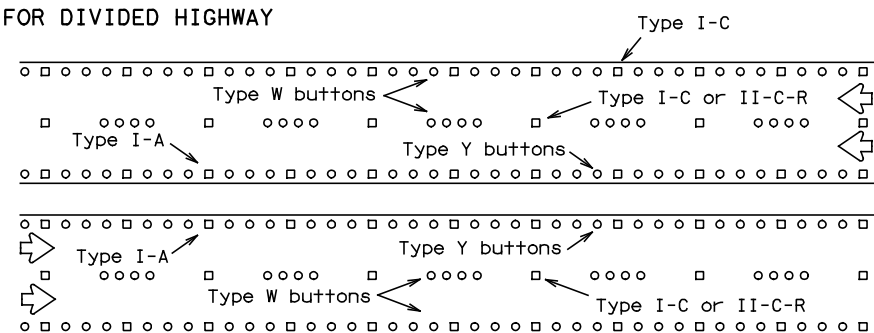 FOR DIVIDED HIGHWAY
Type I-C
Type W buttons
Type I-C or II-C-R
Type I-A
Type Y buttons
Type I-A
Type Y buttons
Type W buttons
Type I-C or II-C-R